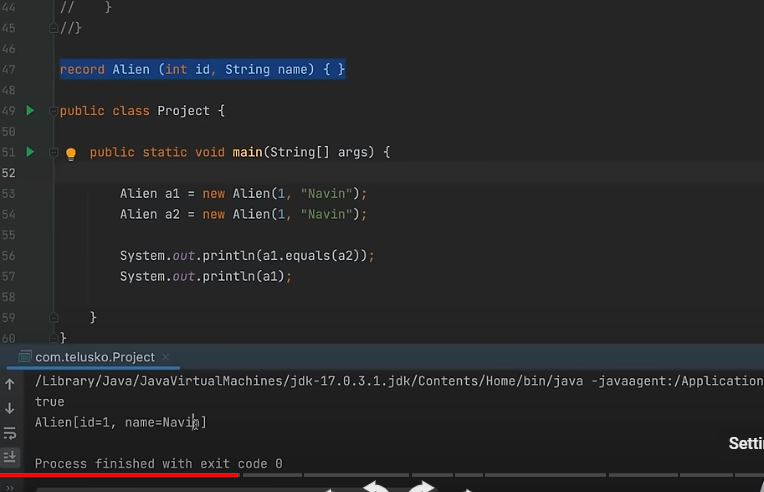 44 // }
45 //}
46
47 record Alien (int id, String name) { }
48
49 public class Project {
50
51 public static void main(String[] args) {
52
53 Alien a1 = new Alien(1, "Navin");
54 Alien a2 = new Alien(1, "Navin");
55
56 System.out.println(a1.equals(a2));
57 System.out.println(a1);
58
59 }
60 }
com.telusko.Project ×
/Library/Java/JavaVirtualMachines/jdk-17.0.3.1.jdk/Contents/Home/bin/java -javaagent:/Application
true
Alien[id=1, name=Navin]
Settin
Process finished with exit code 0